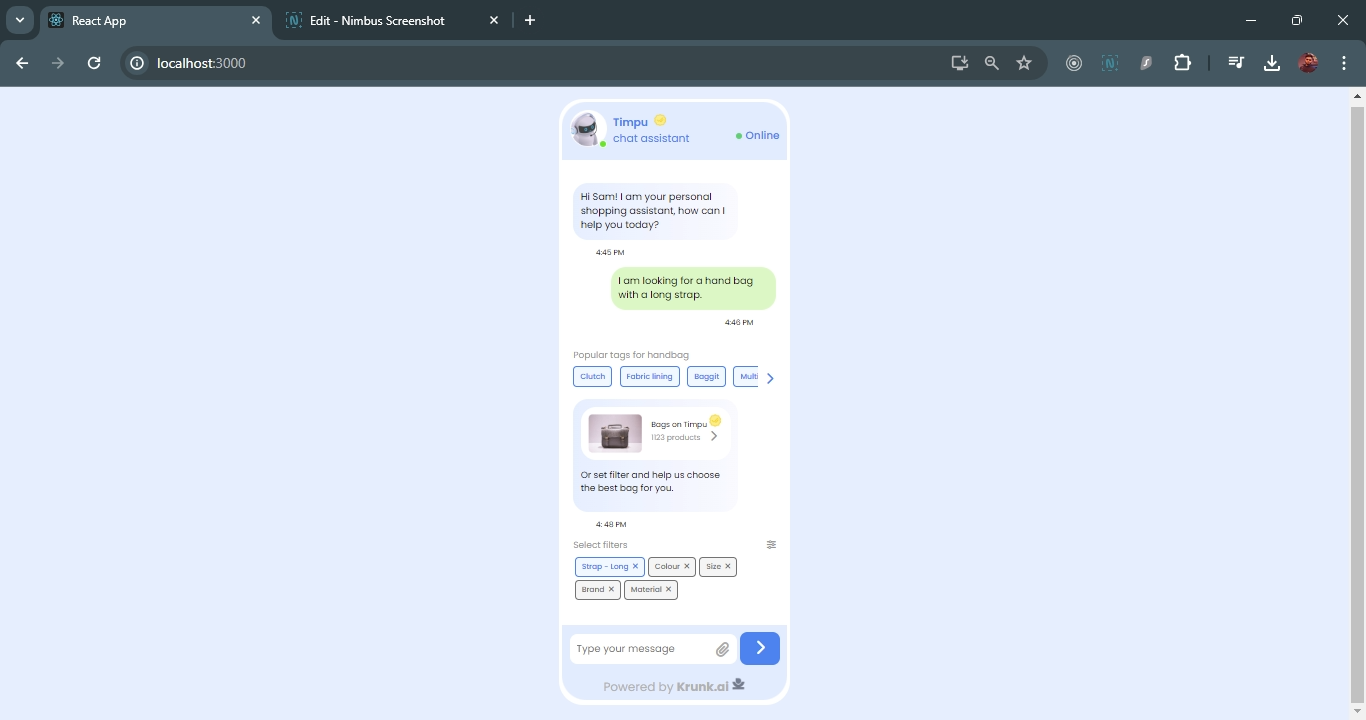 React App
Edit - Nimbus Screenshot
localhost:3000
Timpu
chat assistant
Online
Hi Sam! I am your personal
shopping assistant, how can I
help you today?
4:45 PM
I am looking for a hand bag
with a long strap.
4:46 PM
Popular tags for handbag
Clutch
Fabric lining
Baggit
Multi
Bags on Timpu
1123 products
Or set filter and help us choose
the best bag for you.
4: 48 PM
Select filters
Strap - Long ✕
Colour ✕
Size ✕
Brand ✕
Material ✕
Type your message
Powered by Krunk.ai